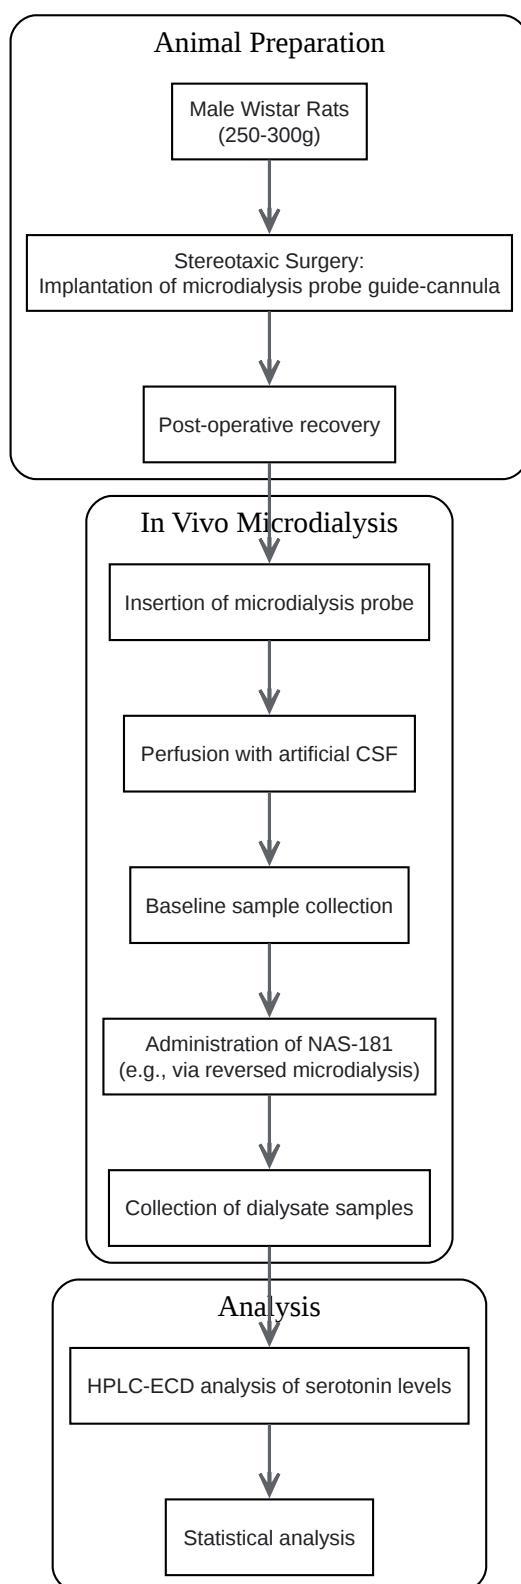 Animal Preparation
Male Wistar Rats
(250-300g)
Stereotaxic Surgery:
Implantation of microdialysis probe guide-cannula
Post-operative recovery
In Vivo Microdialysis
Insertion of microdialysis probe
Perfusion with artificial CSF
Baseline sample collection
Administration of NAS-181
(e.g., via reversed microdialysis)
Collection of dialysate samples
Analysis
HPLC-ECD analysis of serotonin levels
Statistical analysis